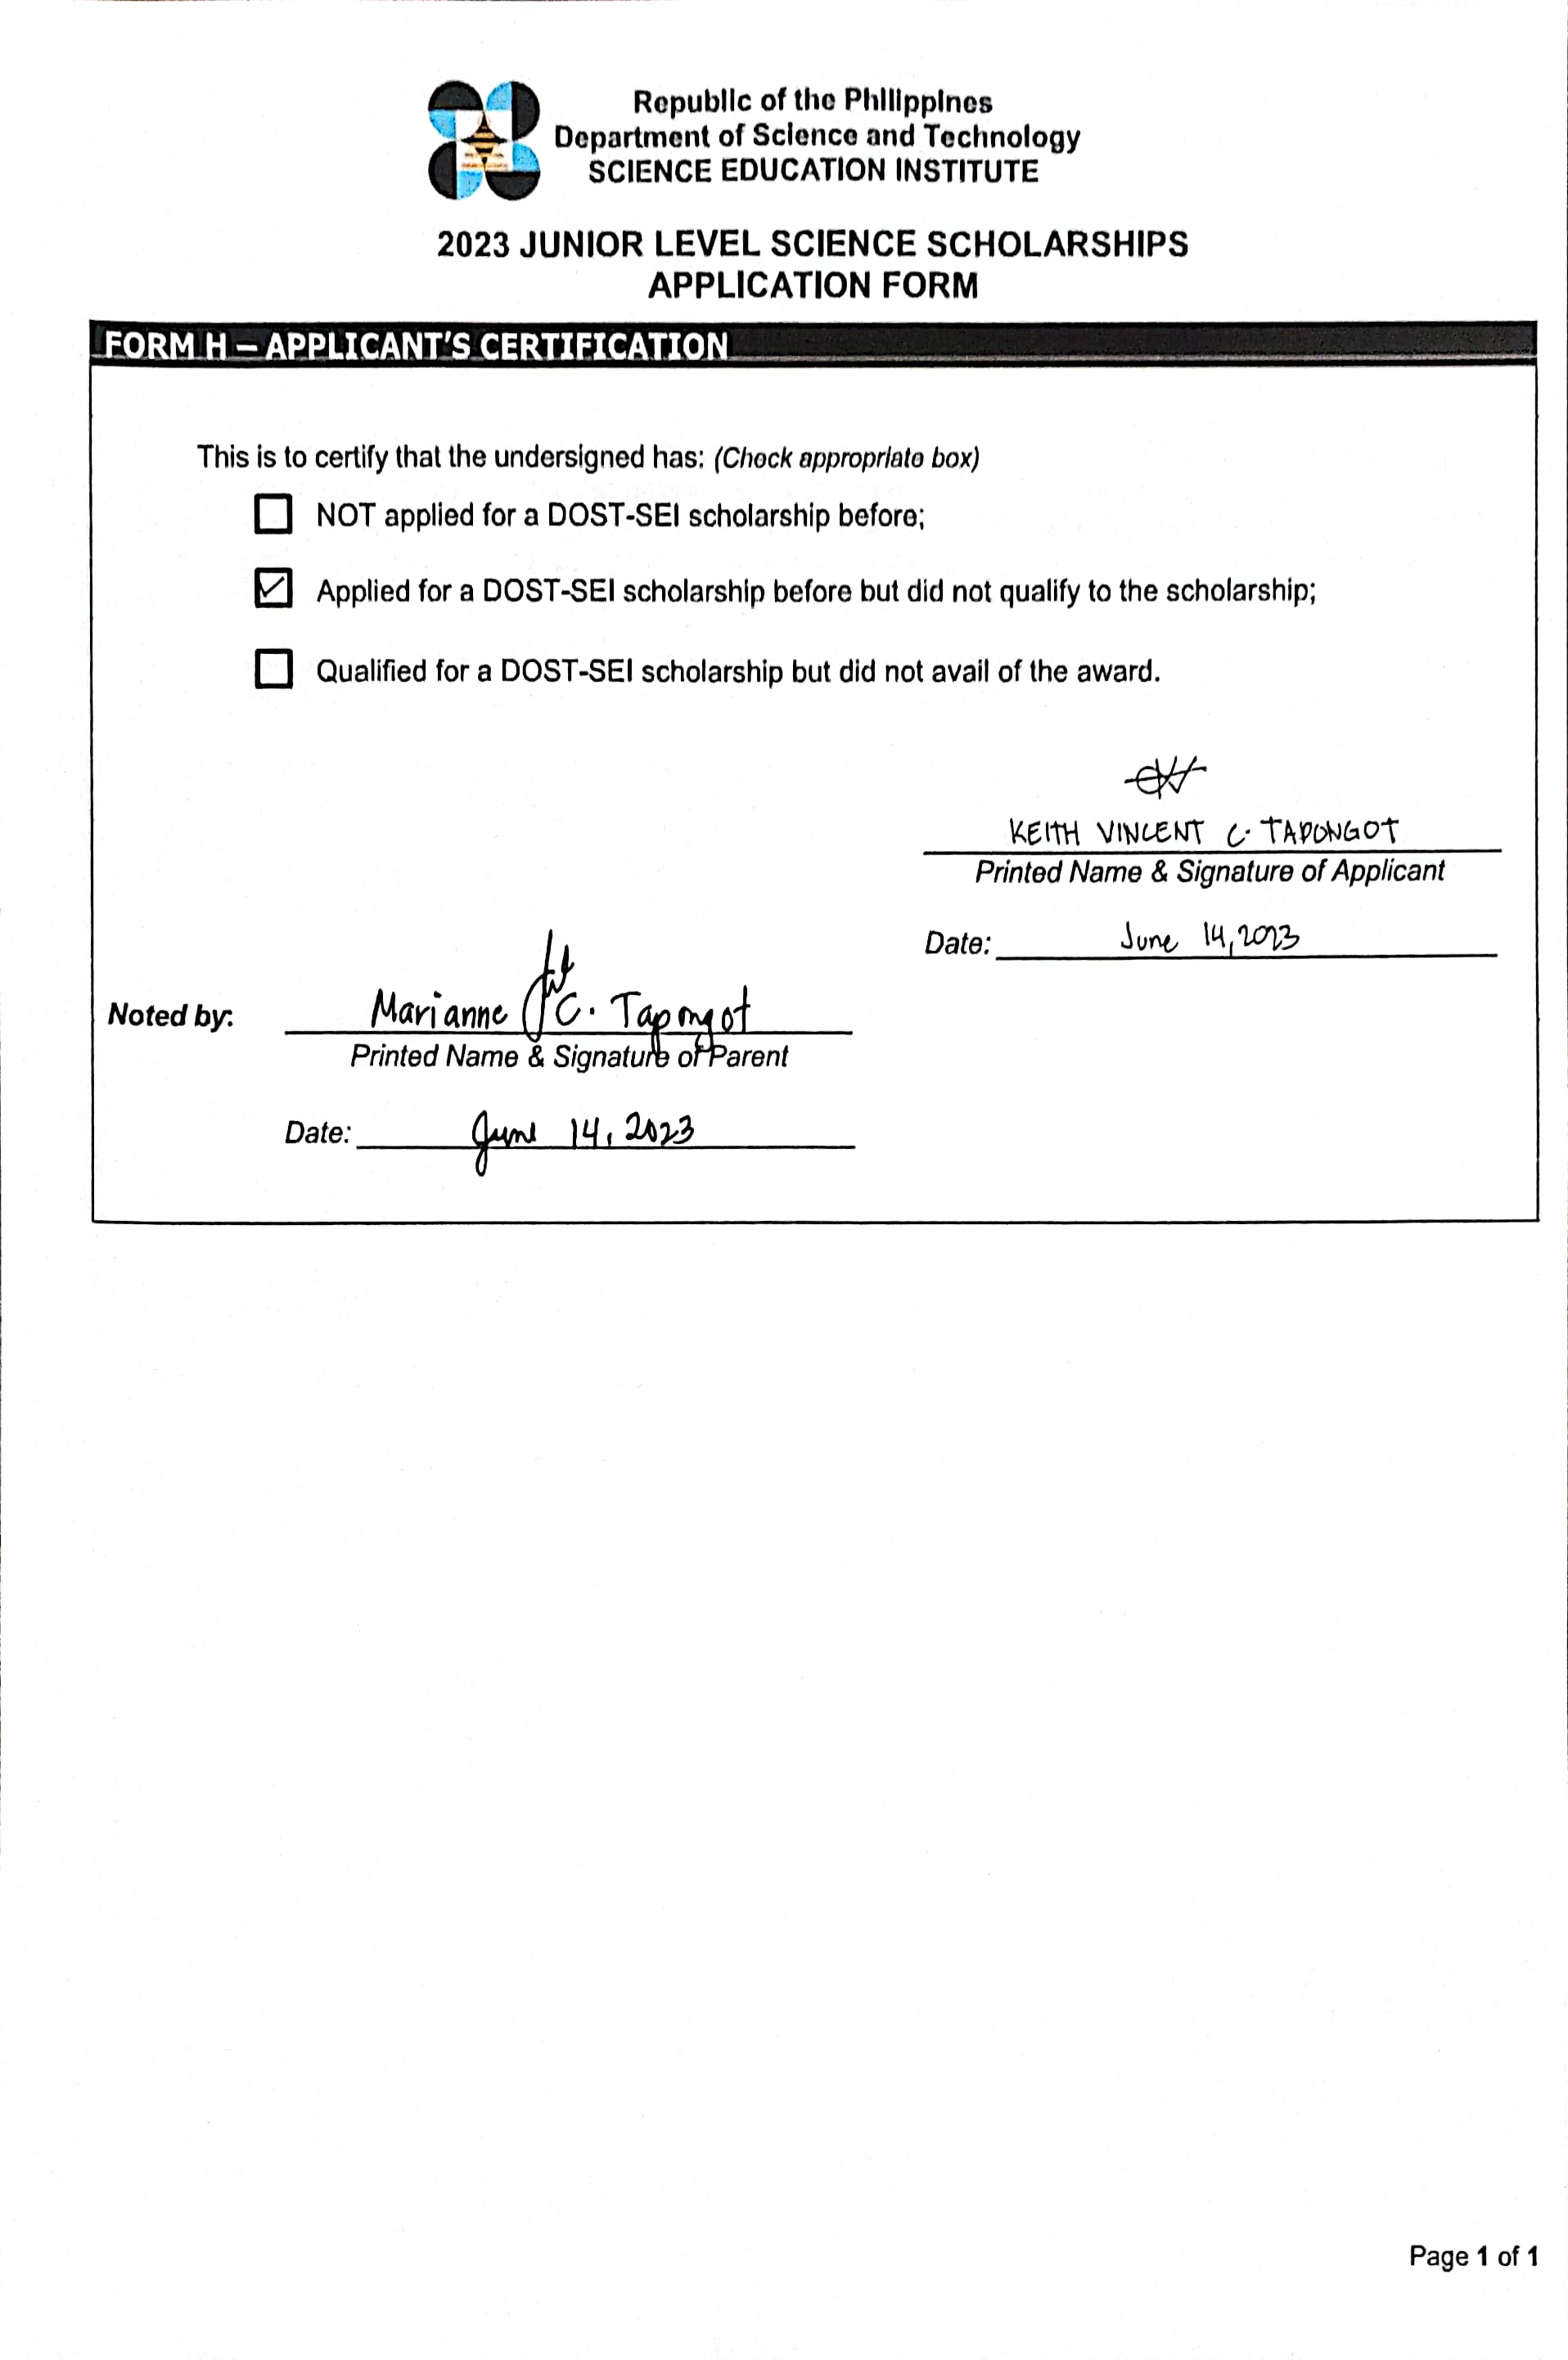 Republic of the Philippines
Department of Science and Technology
SCIENCE EDUCATION INSTITUTE
2023 JUNIOR LEVEL SCIENCE SCHOLARSHIPS
APPLICATION FORM
FORM H – APPLICANT'S CERTIFICATION
This is to certify that the undersigned has: (Check appropriate box)
NOT applied for a DOST-SEI scholarship before;
Applied for a DOST-SEI scholarship before but did not qualify to the scholarship;
Qualified for a DOST-SEI scholarship but did not avail of the award.
KEITH VINCENT C. TAPONGOT
Printed Name & Signature of Applicant
Date: June 14, 2023
Noted by: Marianne C. Tapongot
Printed Name & Signature of Parent
Date: June 14, 2023
Page 1 of 1